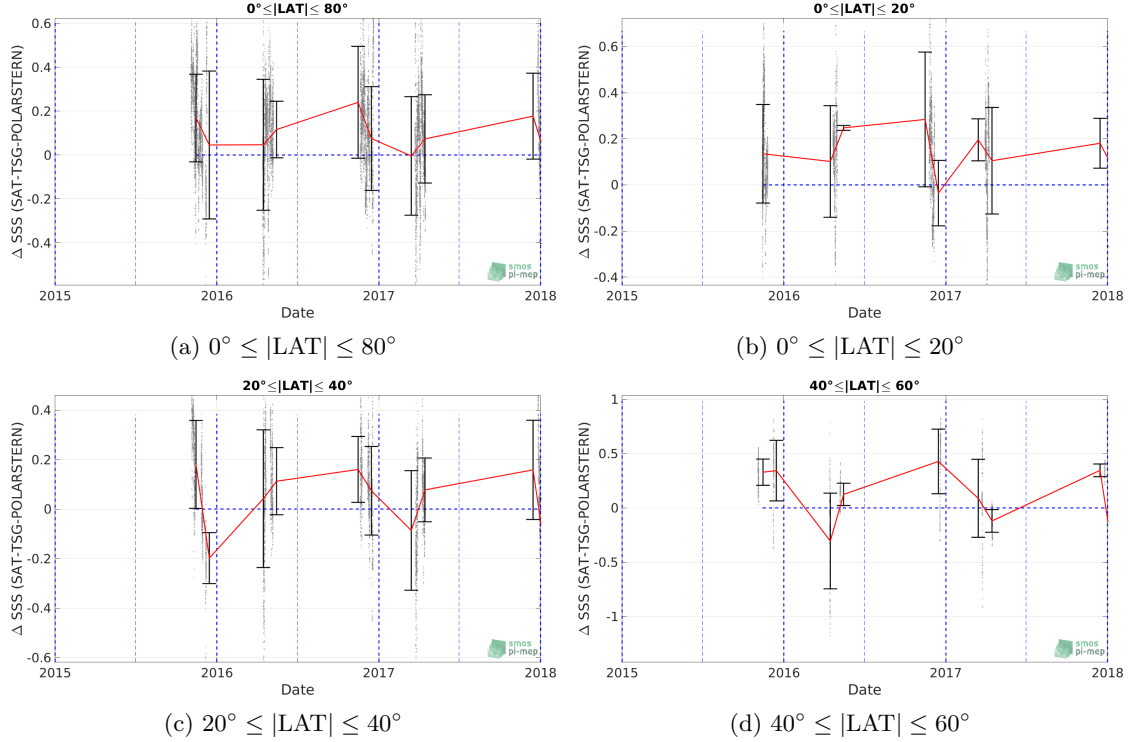 0°≤|LAT|≤ 80°
0.6
0.4
0.2
0
-0.2
-0.4
Δ SSS (SAT-TSG-POLARSTERN)
2015
2016
2017
2018
Date
smos
pi-mep
(a) 0° ≤ |LAT| ≤ 80°
0°≤|LAT|≤ 20°
0.6
0.4
0.2
0
-0.2
-0.4
Δ SSS (SAT-TSG-POLARSTERN)
2015
2016
2017
2018
Date
smos
pi-mep
(b) 0° ≤ |LAT| ≤ 20°
20°≤|LAT|≤ 40°
0.4
0.2
0
-0.2
-0.4
-0.6
Δ SSS (SAT-TSG-POLARSTERN)
2015
2016
2017
2018
Date
smos
pi-mep
(c) 20° ≤ |LAT| ≤ 40°
40°≤|LAT|≤ 60°
1
0.5
0
-0.5
-1
Δ SSS (SAT-TSG-POLARSTERN)
2015
2016
2017
2018
Date
smos
pi-mep
(d) 40° ≤ |LAT| ≤ 60°